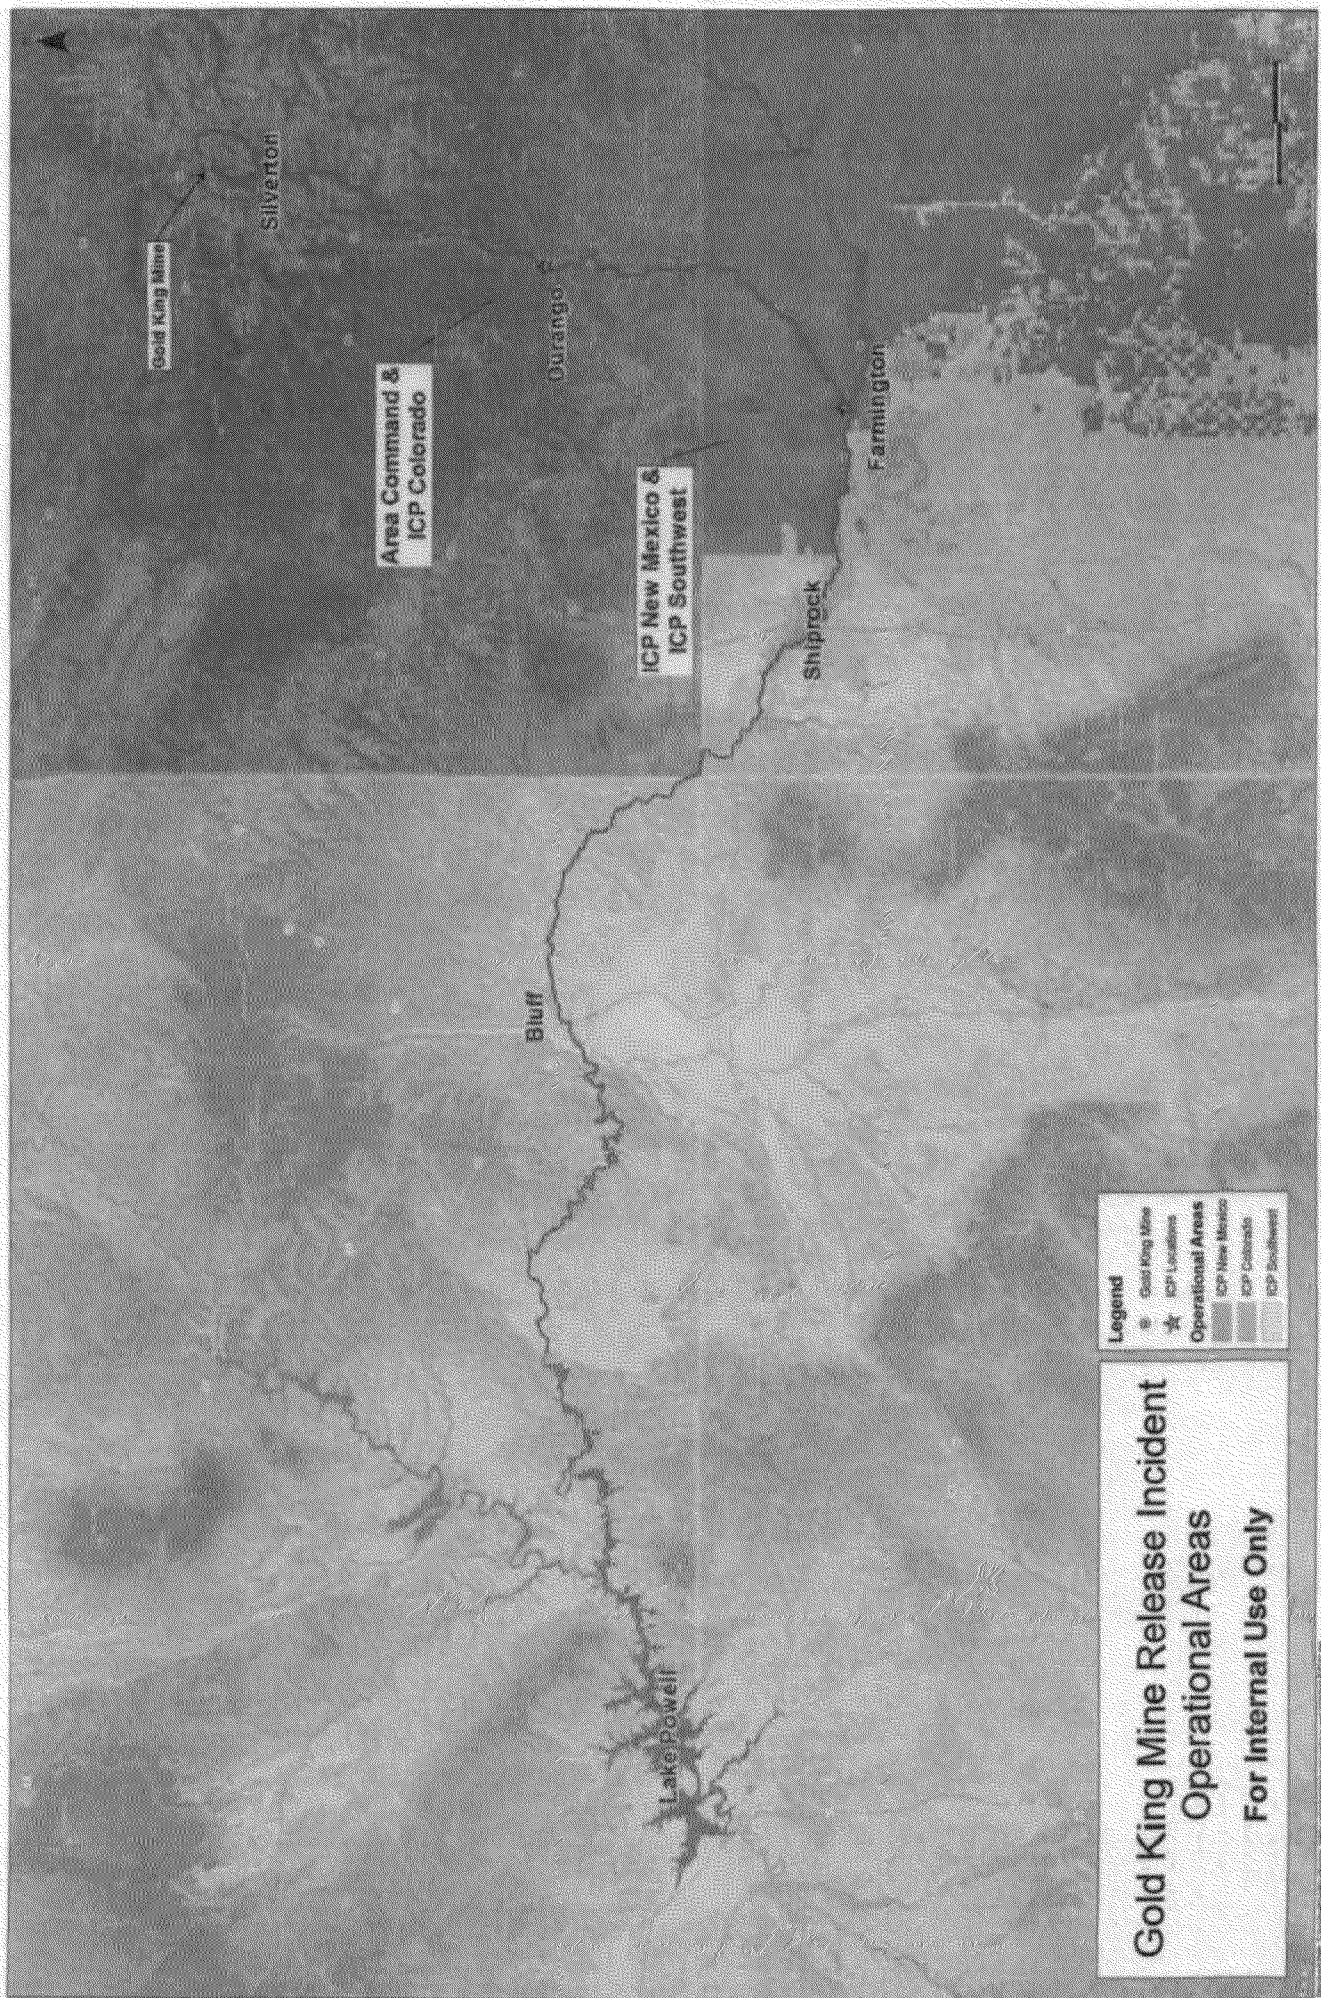 Gold King Mine
Silverton
Area Command &
ICP Colorado
Durango
ICP New Mexico &
ICP Southwest
Farmington
Shiprock
Bluff
Lake Powell
Gold King Mine Release Incident
Operational Areas
For Internal Use Only
Legend
Gold King Mine
ICP Locations
Operational Areas
ICP New Mexico
ICP Colorado
ICP Southwest